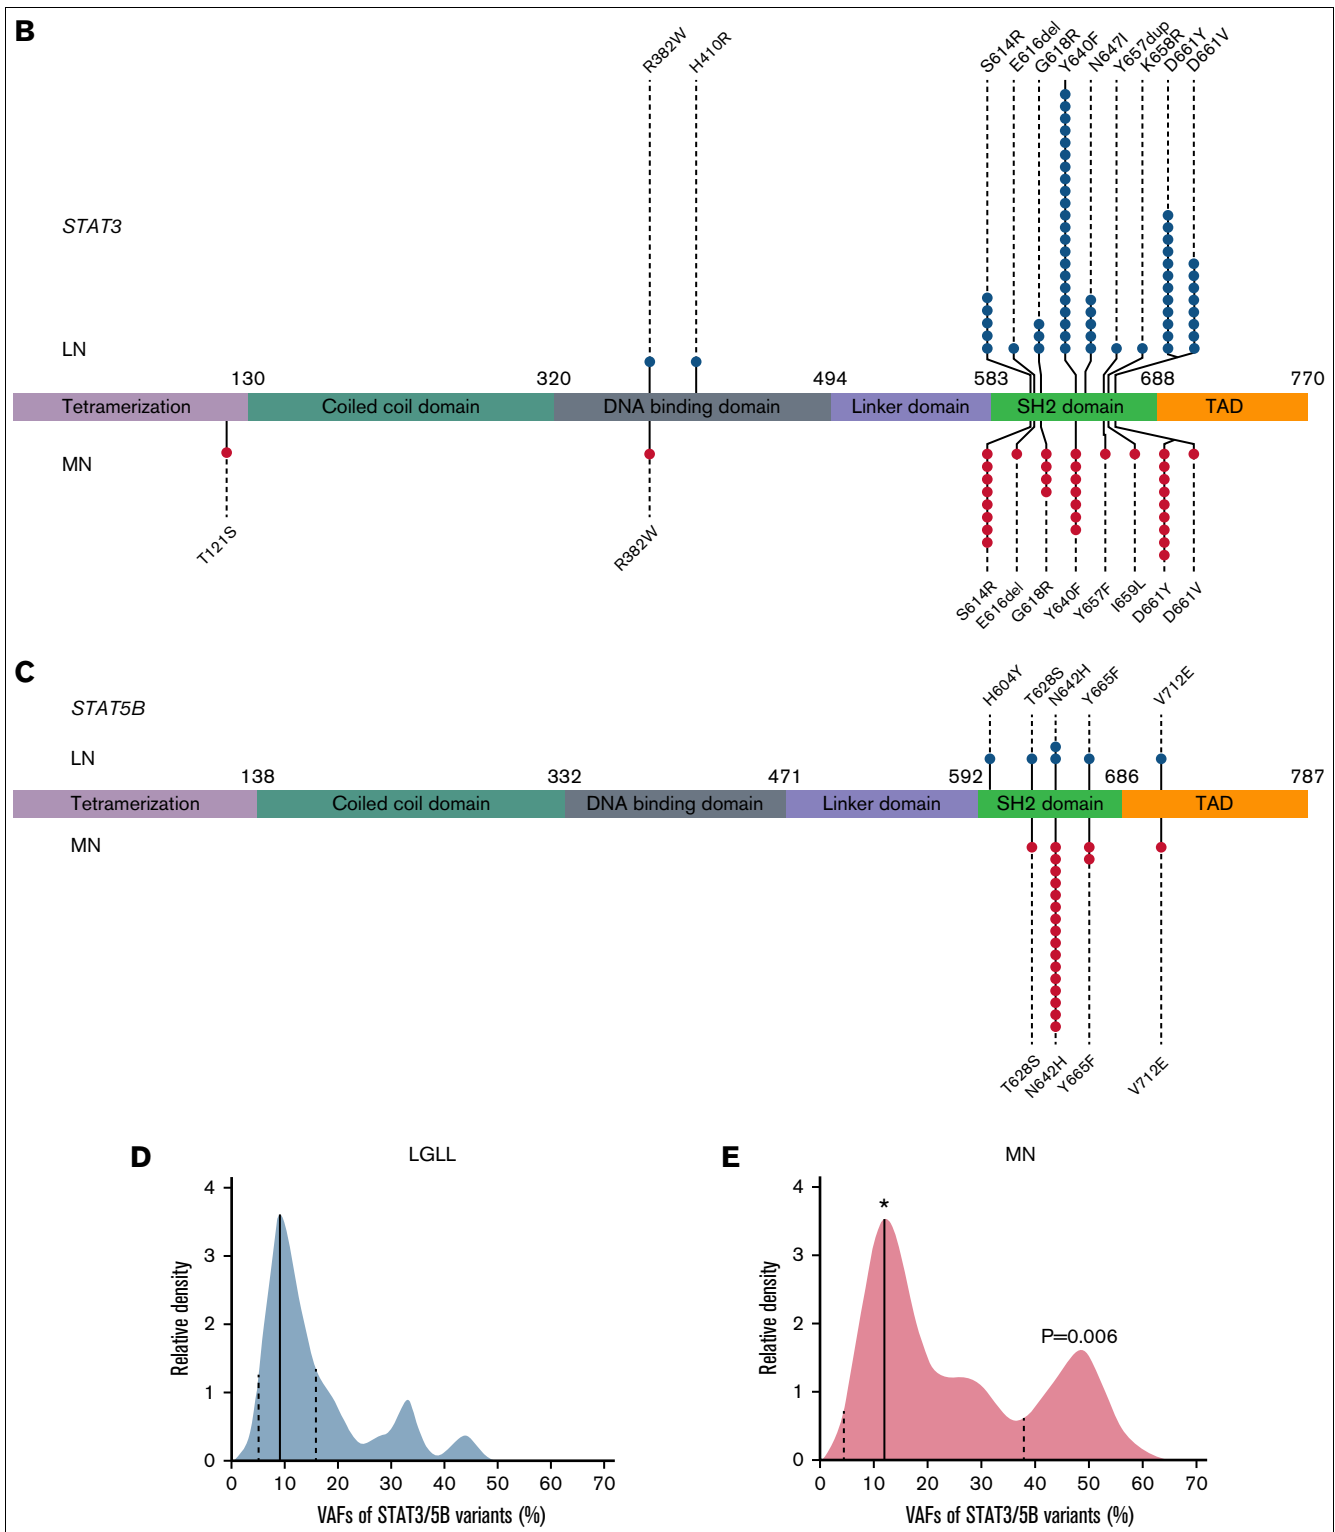 B
R382W H410R S614R E616del G618R Y640F N647I Y657dup K658R D661Y D661V
STAT3
LN
130 320 494 583 688 770
Tetramerization Coiled coil domain DNA binding domain Linker domain SH2 domain TAD
MN
T121S R382W S614R E616del G618R Y640F Y657F I659L D661Y D661V
C
H604Y T628S N642H Y665F V712E
STAT5B
LN
138 332 471 592 686 787
Tetramerization Coiled coil domain DNA binding domain Linker domain SH2 domain TAD
MN
T628S N642H Y665F V712E
D LGLL
4
3
2
1
0
Relative density
0 10 20 30 40 50 60 70
VAFs of STAT3/5B variants (%)
E MN
4
3
2
1
0
Relative density
*
P=0.006
0 10 20 30 40 50 60 70
VAFs of STAT3/5B variants (%)